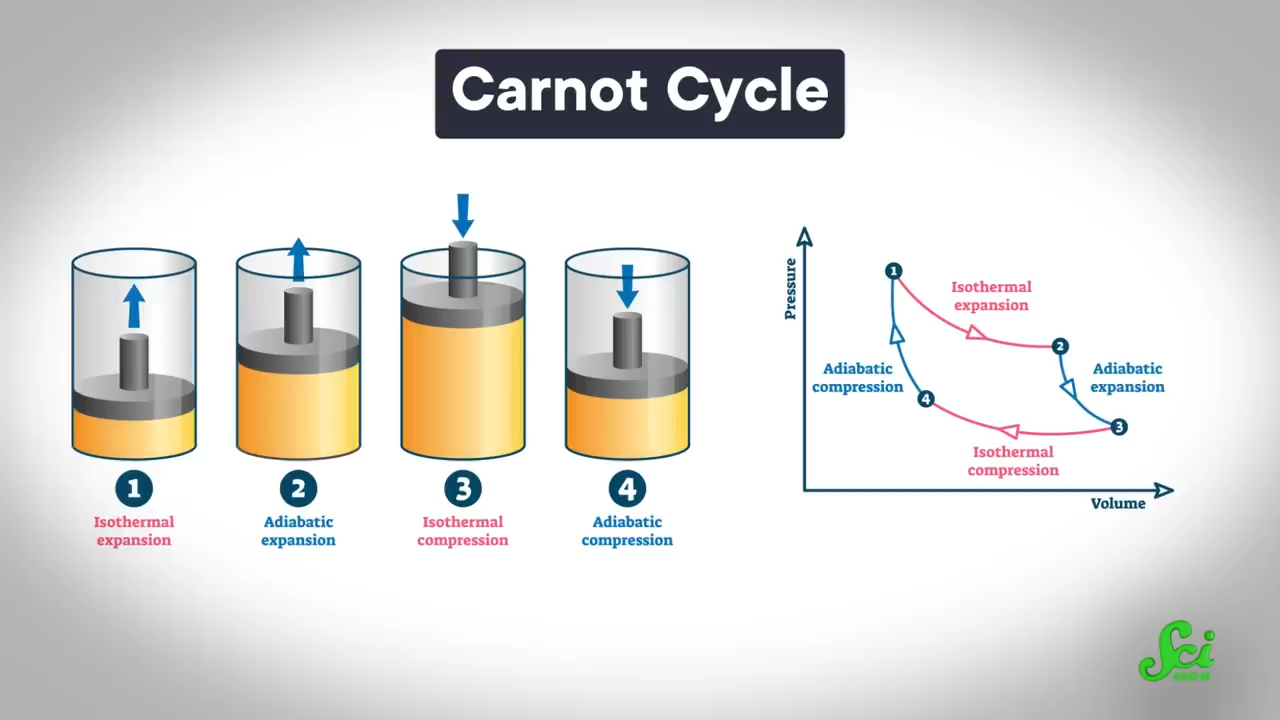 Carnot Cycle
1
Isothermal
expansion
2
Adiabatic
expansion
3
Isothermal
compression
4
Adiabatic
compression
Pressure
1
Isothermal
expansion
2
Adiabatic
compression
Adiabatic
expansion
4
3
Isothermal
compression
Volume
Sci
SHOW